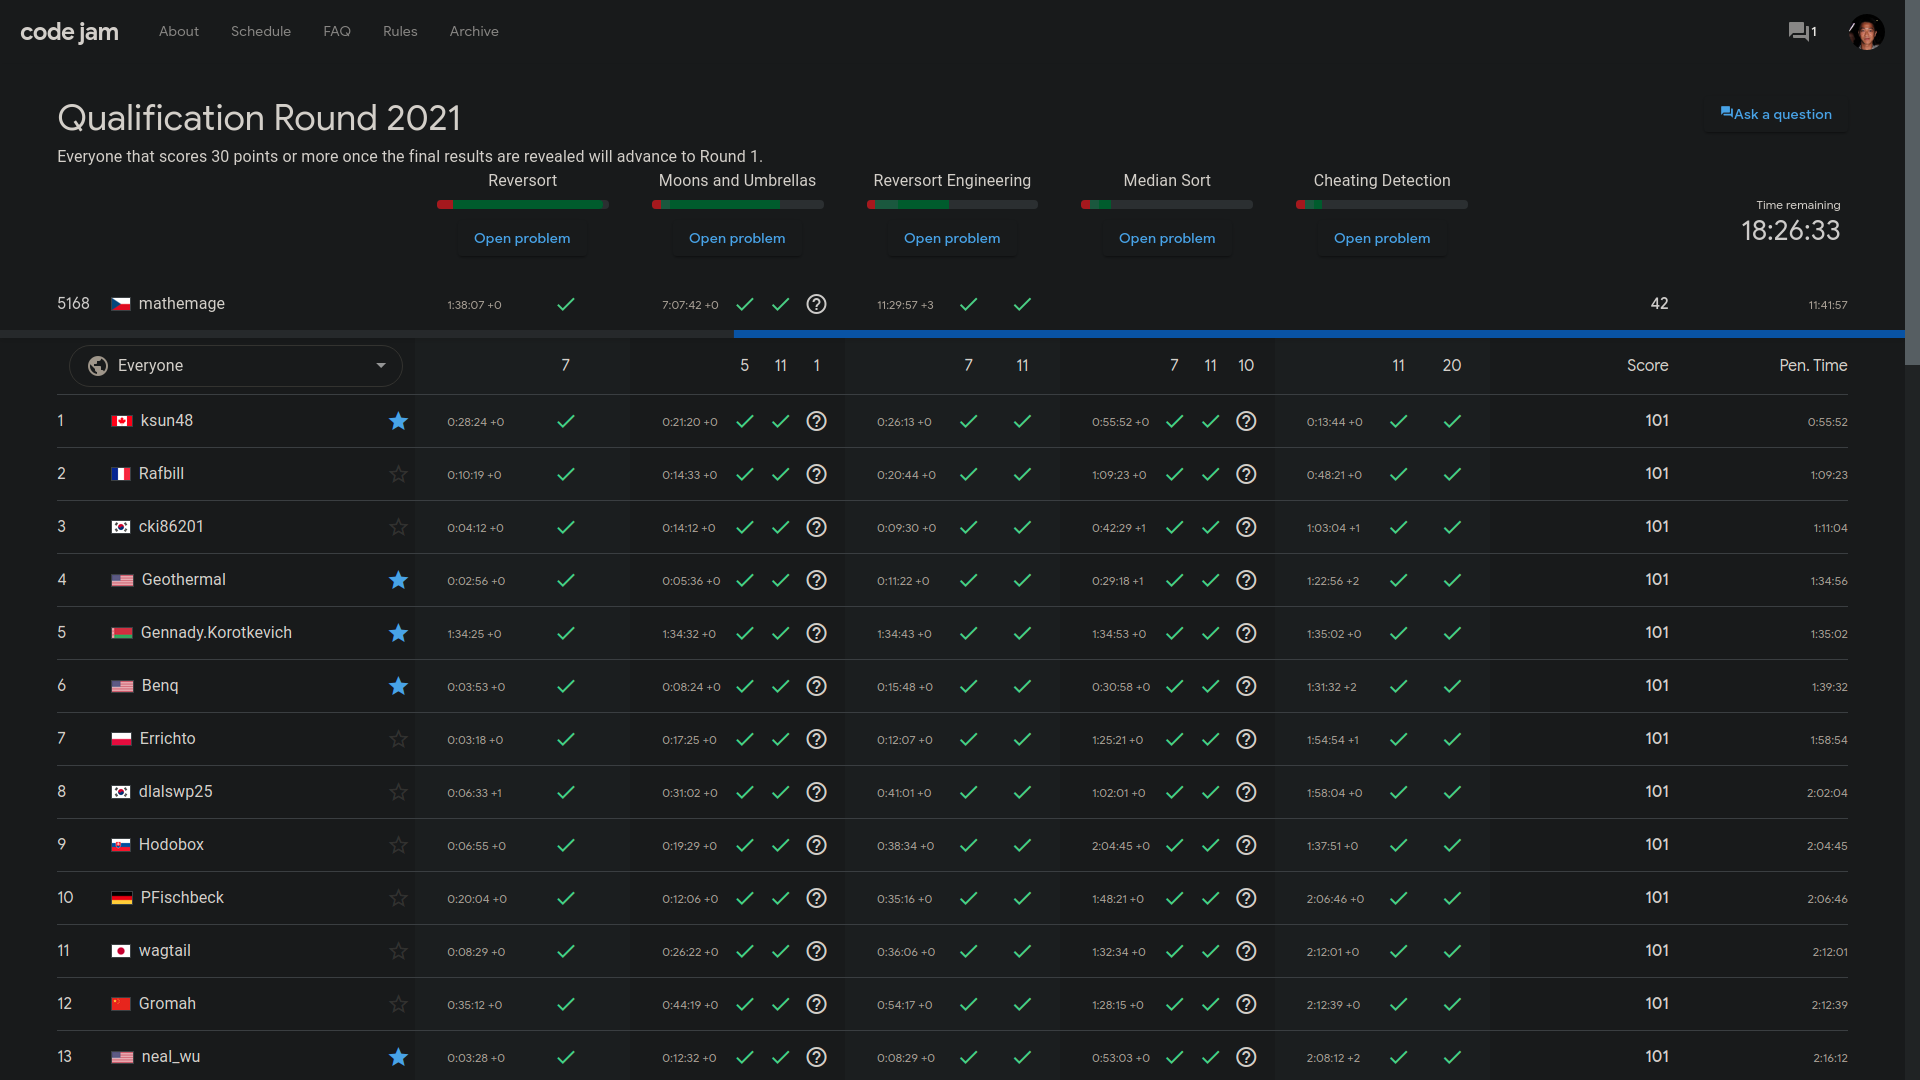 code jam About Schedule FAQ Rules Archive 1
Qualification Round 2021
Ask a question
Everyone that scores 30 points or more once the final results are revealed will advance to Round 1.
Reversort Moons and Umbrellas Reversort Engineering Median Sort Cheating Detection
Time remaining
18:26:33
Open problem Open problem Open problem Open problem Open problem
5168 mathemage 1:38:07 +0 7:07:42 +0 ? 11:29:57 +3 42 11:41:57
Everyone 7 5 11 1 7 11 7 11 10 11 20 Score Pen. Time
1 ksun48 0:28:24 +0 0:21:20 +0 ? 0:26:13 +0 0:55:52 +0 ? 0:13:44 +0 101 0:55:52
2 Rafbill 0:10:19 +0 0:14:33 +0 ? 0:20:44 +0 1:09:23 +0 ? 0:48:21 +0 101 1:09:23
3 cki86201 0:04:12 +0 0:14:12 +0 ? 0:09:30 +0 0:42:29 +1 ? 1:03:04 +1 101 1:11:04
4 Geothermal 0:02:56 +0 0:05:36 +0 ? 0:11:22 +0 0:29:18 +1 ? 1:22:56 +2 101 1:34:56
5 Gennady.Korotkevich 1:34:25 +0 1:34:32 +0 ? 1:34:43 +0 1:34:53 +0 ? 1:35:02 +0 101 1:35:02
6 Benq 0:03:53 +0 0:08:24 +0 ? 0:15:48 +0 0:30:58 +0 ? 1:31:32 +2 101 1:39:32
7 Errichto 0:03:18 +0 0:17:25 +0 ? 0:12:07 +0 1:25:21 +0 ? 1:54:54 +1 101 1:58:54
8 dlalswp25 0:06:33 +1 0:31:02 +0 ? 0:41:01 +0 1:02:01 +0 ? 1:58:04 +0 101 2:02:04
9 Hodobox 0:06:55 +0 0:19:29 +0 ? 0:38:34 +0 2:04:45 +0 ? 1:37:51 +0 101 2:04:45
10 PFischbeck 0:20:04 +0 0:12:06 +0 ? 0:35:16 +0 1:48:21 +0 ? 2:06:46 +0 101 2:06:46
11 wagtail 0:08:29 +0 0:26:22 +0 ? 0:36:06 +0 1:32:34 +0 ? 2:12:01 +0 101 2:12:01
12 Gromah 0:35:12 +0 0:44:19 +0 ? 0:54:17 +0 1:28:15 +0 ? 2:12:39 +0 101 2:12:39
13 neal_wu 0:03:28 +0 0:12:32 +0 ? 0:08:29 +0 0:53:03 +0 ? 2:08:12 +2 101 2:16:12